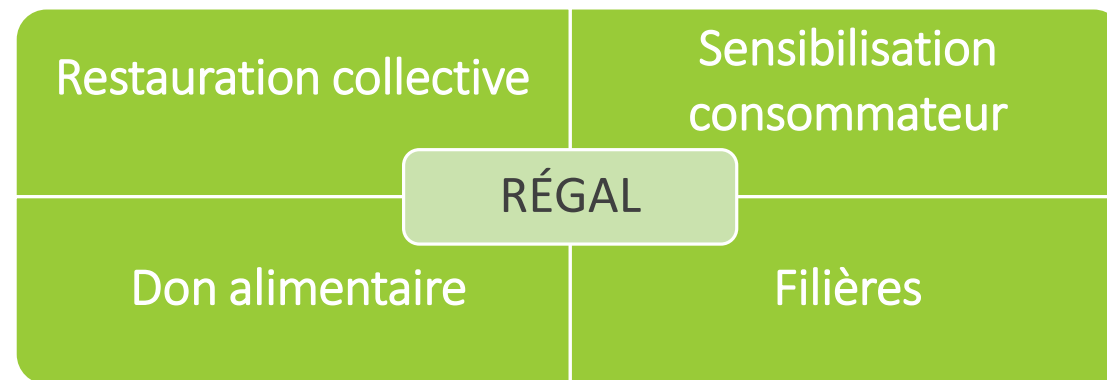 Restauration collective
Sensibilisation
consommateur
RÉGAL
Don alimentaire
Filières